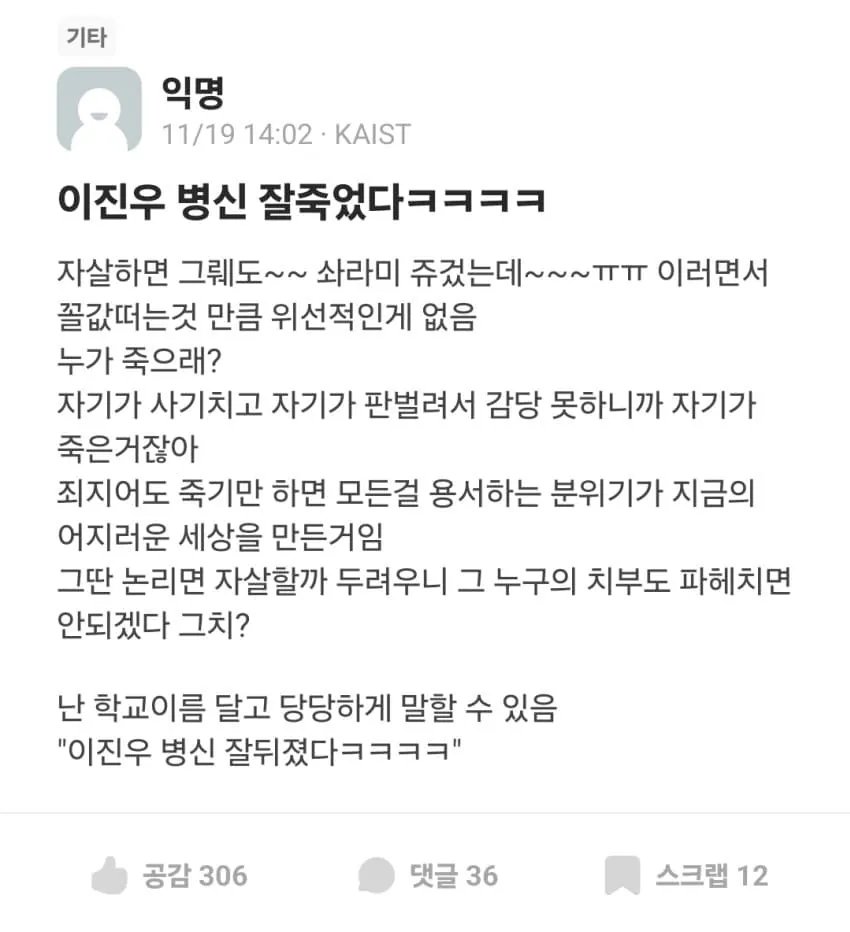 기타
익명
11/19 14:02 · KAIST
이진우 병신 잘죽었다ㅋㅋㅋㅋ
자살하면 그뤠도~~ 솨라미 쥬겄는데~~~ㅠㅠ 이러면서
꼴값떠는것 만큼 위선적인게 없음
누가 죽으래?
자기가 사기치고 자기가 판벌려서 감당 못하니까 자기가
죽은거잖아
죄지어도 죽기만 하면 모든걸 용서하는 분위기가 지금의
어지러운 세상을 만든거임
그딴 논리면 자살할까 두려우니 그 누구의 치부도 파헤치면
안되겠다 그치?
난 학교이름 달고 당당하게 말할 수 있음
"이진우 병신 잘뒤졌다ㅋㅋㅋㅋ"
공감 306
댓글 36
스크랩 12